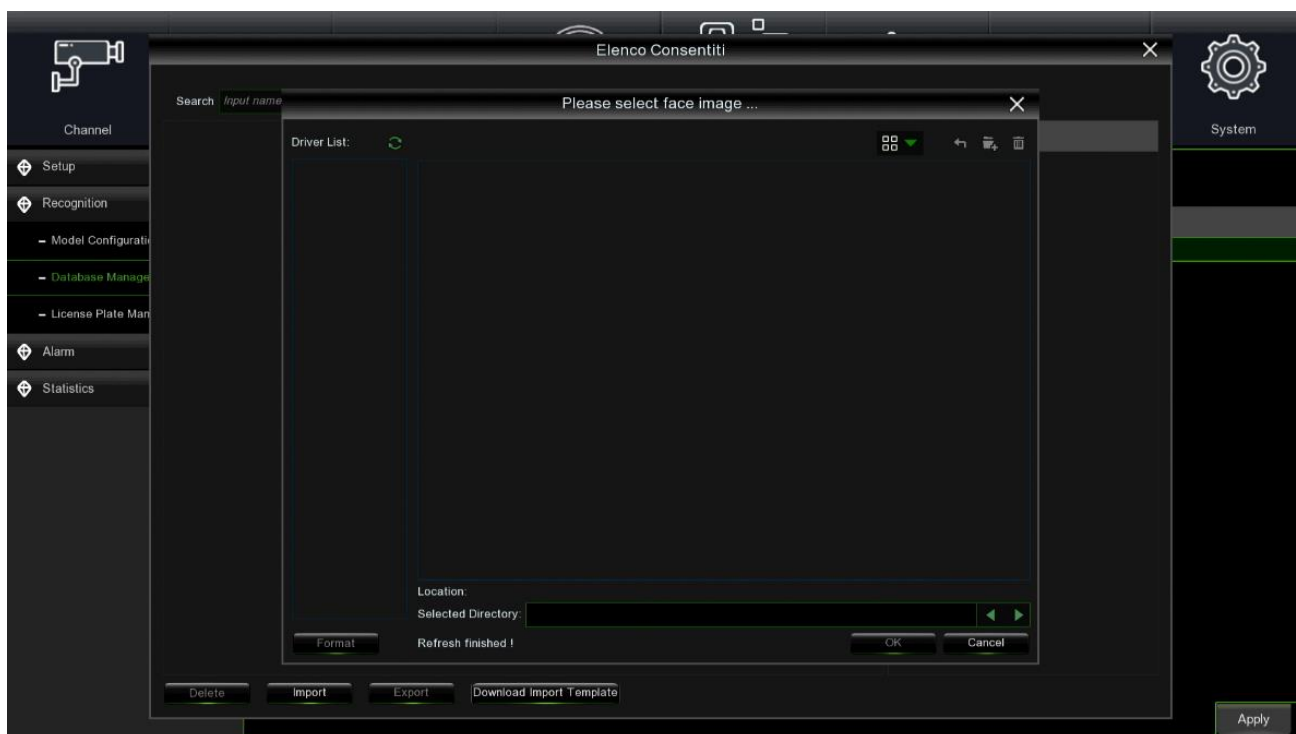 Elenco Consentiti
Channel
System
Search Input name
Please select face image ...
Driver List:
Setup
Recognition
Model Configurati
Database Manage
License Plate Man
Alarm
Statistics
Location:
Selected Directory:
Format
Refresh finished !
OK
Cancel
Delete
Import
Export
Download Import Template
Apply